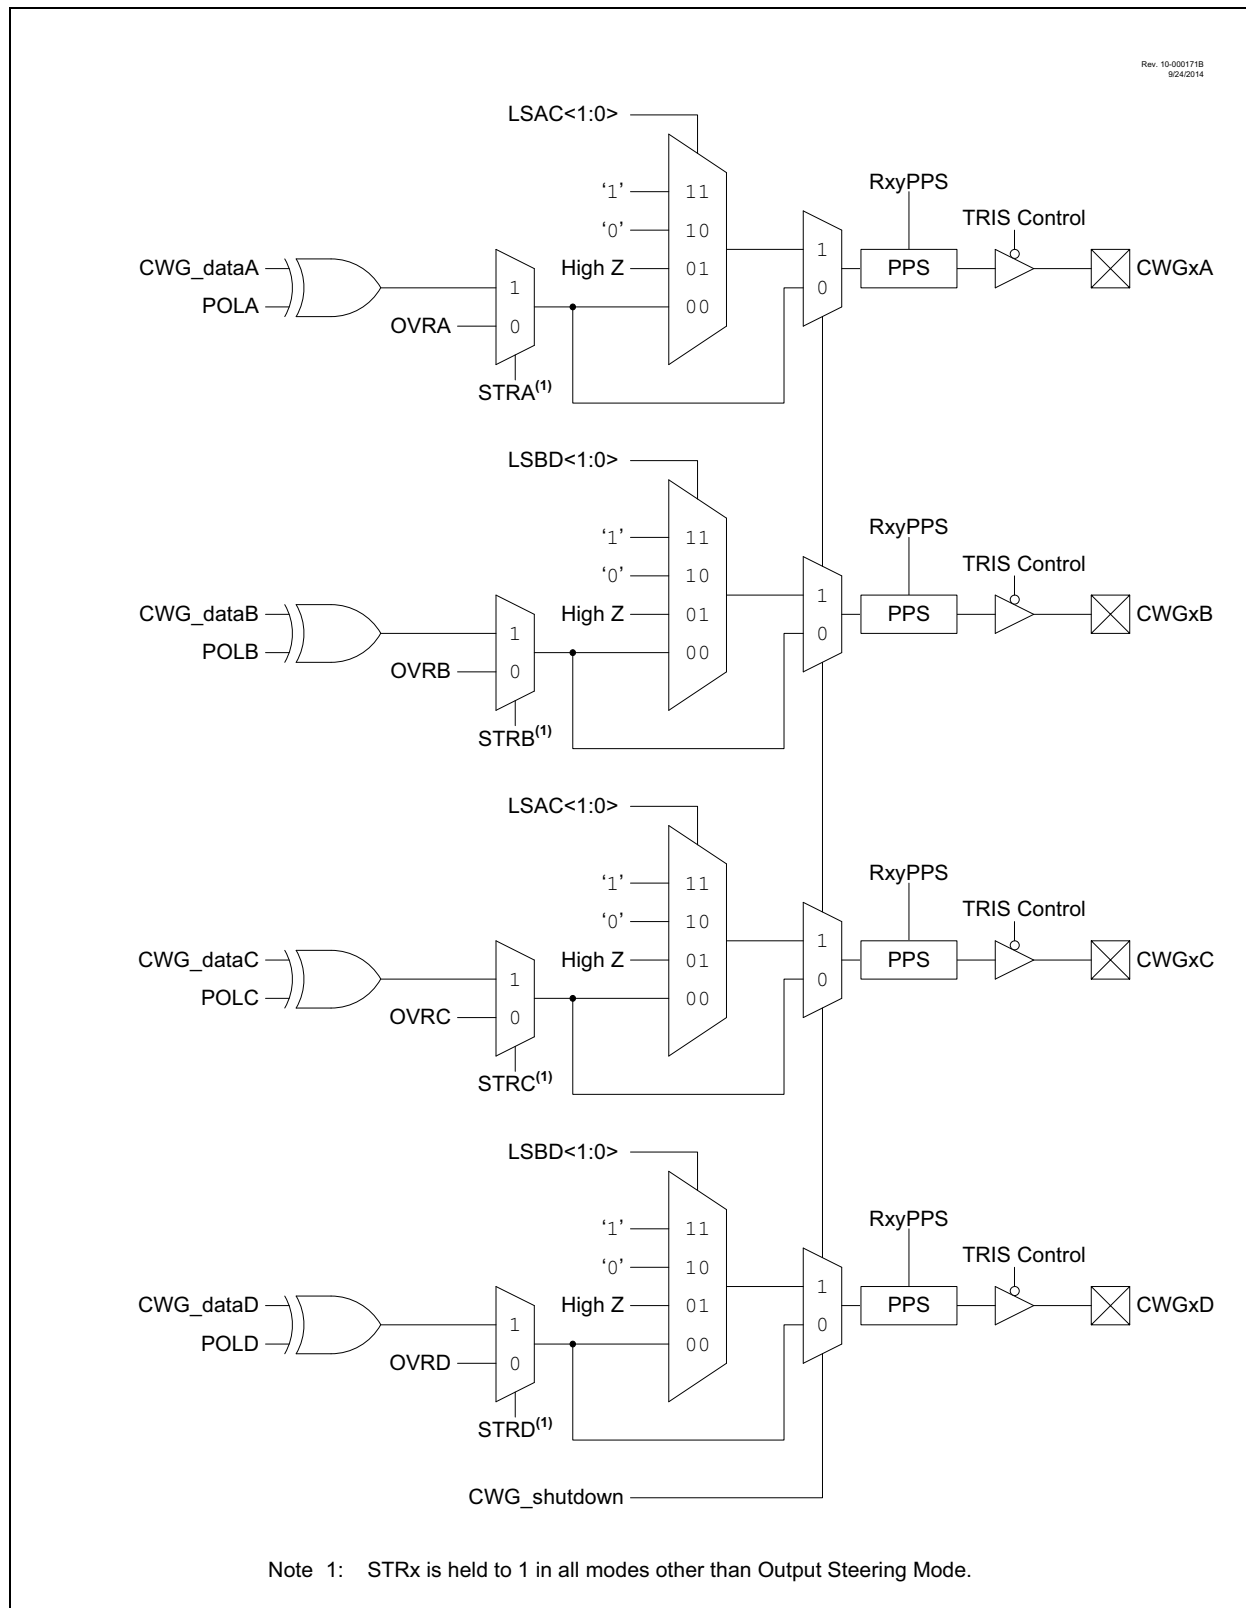 Rev. 10-000171B
9/24/2014
LSAC<1:0>
‘1’
11
‘0’
10
High Z
01
00
CWG_dataA
POLA
1
0
OVRA
STRA(1)
1
0
RxyPPS
PPS
TRIS Control
CWGxA
LSBD<1:0>
‘1’
11
‘0’
10
High Z
01
00
CWG_dataB
POLB
1
0
OVRB
STRB(1)
1
0
RxyPPS
PPS
TRIS Control
CWGxB
LSAC<1:0>
‘1’
11
‘0’
10
High Z
01
00
CWG_dataC
POLC
1
0
OVRC
STRC(1)
1
0
RxyPPS
PPS
TRIS Control
CWGxC
LSBD<1:0>
‘1’
11
‘0’
10
High Z
01
00
CWG_dataD
POLD
1
0
OVRD
STRD(1)
1
0
RxyPPS
PPS
TRIS Control
CWGxD
CWG_shutdown
Note 1: STRx is held to 1 in all modes other than Output Steering Mode.